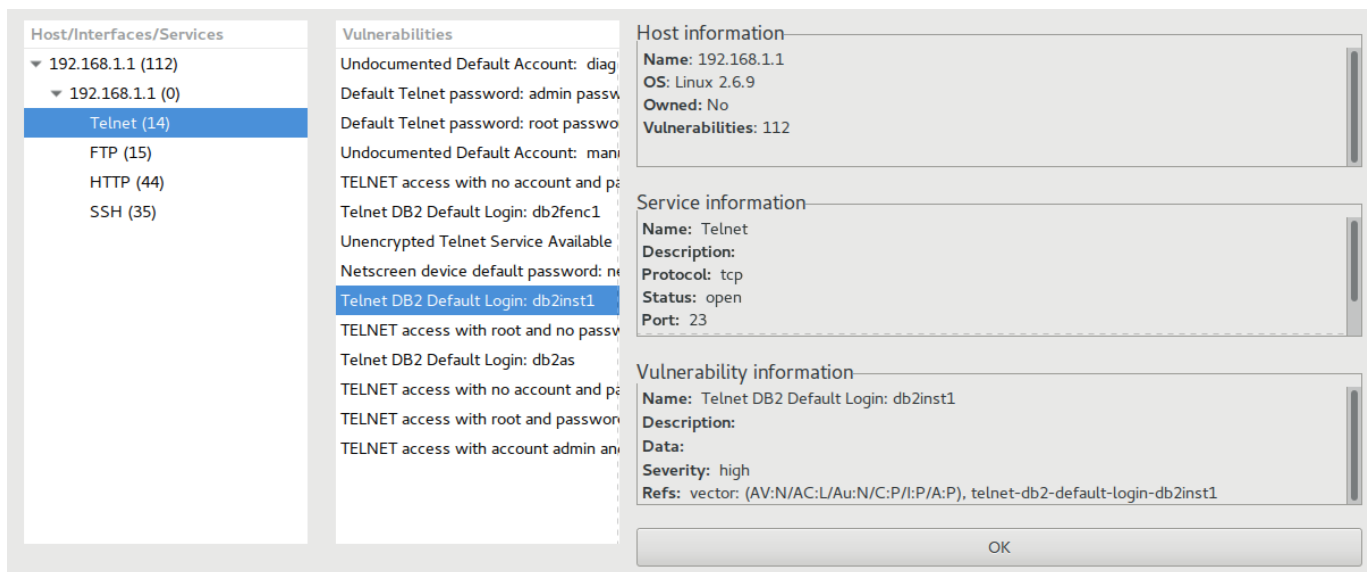 Host/Interfaces/Services
192.168.1.1 (112)
192.168.1.1 (0)
Telnet (14)
FTP (15)
HTTP (44)
SSH (35)
Vulnerabilities
Undocumented Default Account:  diag
Default Telnet password: admin passw
Default Telnet password: root passwo
Undocumented Default Account:  man
TELNET access with no account and pa
Telnet DB2 Default Login: db2fenc1
Unencrypted Telnet Service Available
Netscreen device default password: ne
Telnet DB2 Default Login: db2inst1
TELNET access with root and no passw
Telnet DB2 Default Login: db2as
TELNET access with no account and pa
TELNET access with root and password
TELNET access with account admin and
Host information
Name: 192.168.1.1
OS: Linux 2.6.9
Owned: No
Vulnerabilities: 112
Service information
Name:  Telnet
Description:
Protocol:  tcp
Status:  open
Port:  23
Vulnerability information
Name:  Telnet DB2 Default Login: db2inst1
Description:
Data:
Severity:  high
Refs:  vector: (AV:N/AC:L/Au:N/C:P/I:P/A:P), telnet-db2-default-login-db2inst1
OK